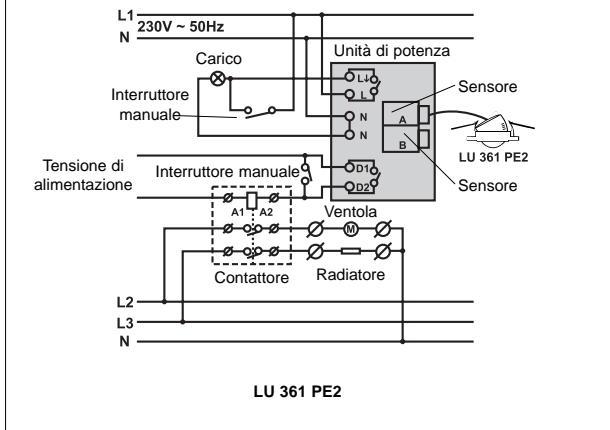 L1
230V ~ 50Hz
N
Unità di potenza
Carico
L↓
Sensore
Interruttore
manuale
L
N
A
N
B
LU 361 PE2
Tensione di
alimentazione
Interruttore manuale
D1
D2
Sensore
A1 A2
Ventola
M
Contattore
Radiatore
L2
L3
N
LU 361 PE2